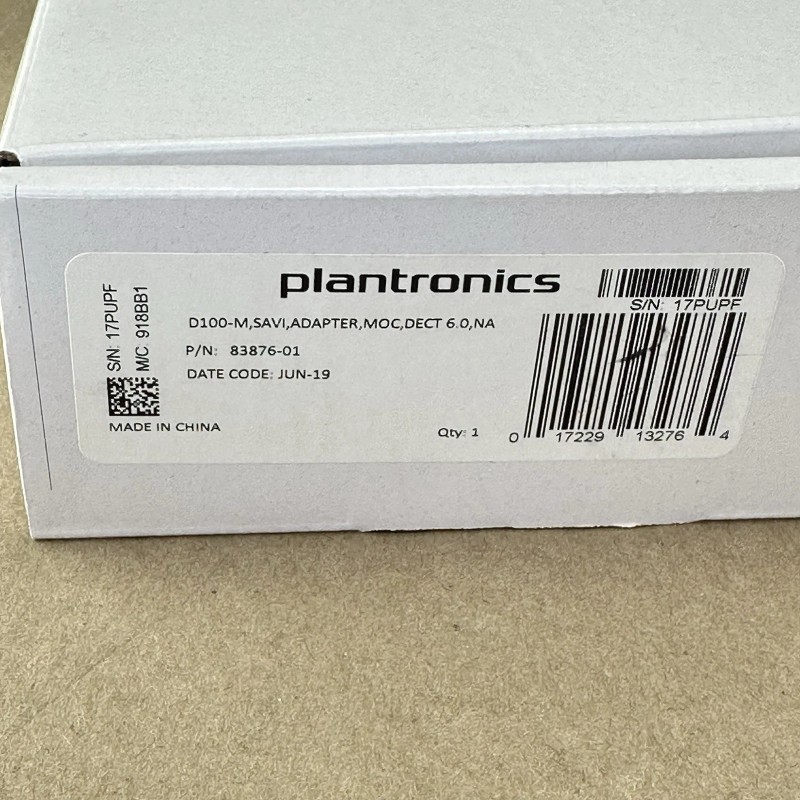 plantronics
D100-M,SAVI,ADAPTER,MOC,DECT 6.0,NA
P/N: 83876-01
DATE CODE: JUN-19
S/N: 17PUPF
M/C: 918BB1
MADE IN CHINA
Qty: 1
S/N: 17PUPF
0 17229 13276 4